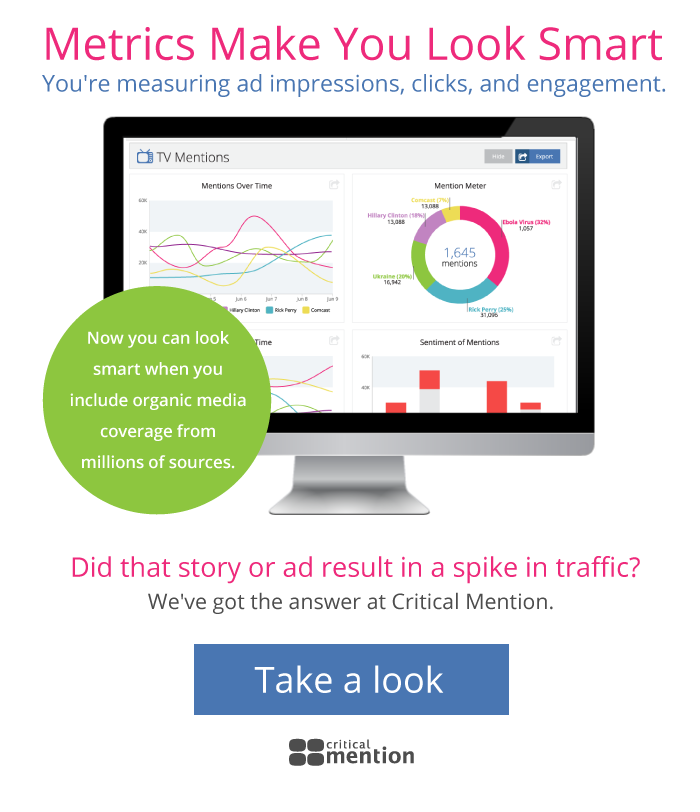 Metrics Make You Look Smart
You're measuring ad impressions, clicks, and engagement.
TV Mentions
Hide
Export
Mentions Over Time
60K
40K
20K
Jun 6
Jun 7
Jun 8
Jun 9
Hillary Clinton
Rick Perry
Comcast
Mention Meter
Comcast (7%)
13,088
Hillary Clinton (18%)
13,088
Ebola Virus (32%)
1,057
1,645
mentions
Ukraine (20%)
16,942
Rick Perry (25%)
31,095
Time
Sentiment of Mentions
60K
40K
Now you can look
smart when you
include organic media
coverage from
millions of sources.
Did that story or ad result in a spike in traffic?
We've got the answer at Critical Mention.
Take a look
critical
mention